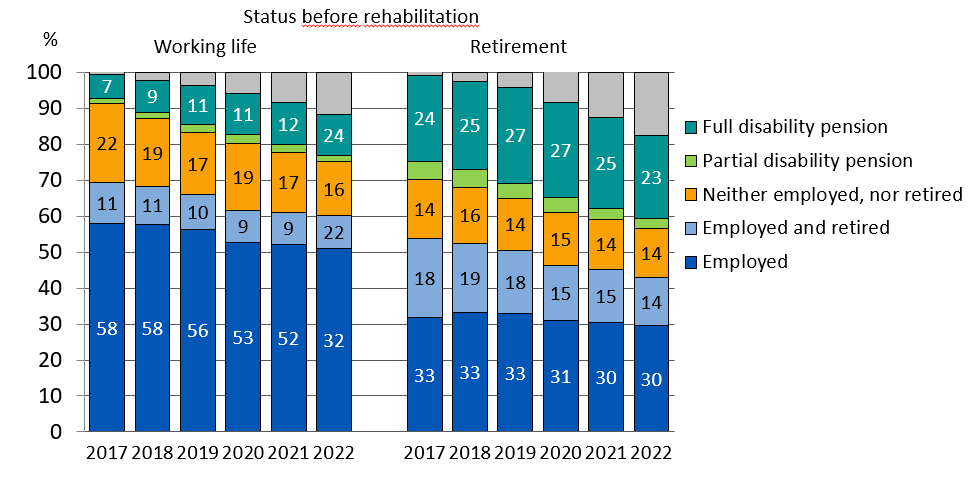 Status before rehabilitation
%
Working life
Retirement
100
90
80
70
60
50
40
30
20
10
0
7 9 11 11 12 24
22 19 17 19 17 16
11 11 10 9 9 22
58 58 56 53 52 32
24 25 27 27 25 23
14 16 14 15 14 14
18 19 18 15 15 14
33 33 33 31 30 30
2017 2018 2019 2020 2021 2022
2017 2018 2019 2020 2021 2022
Full disability pension
Partial disability pension
Neither employed, nor retired
Employed and retired
Employed